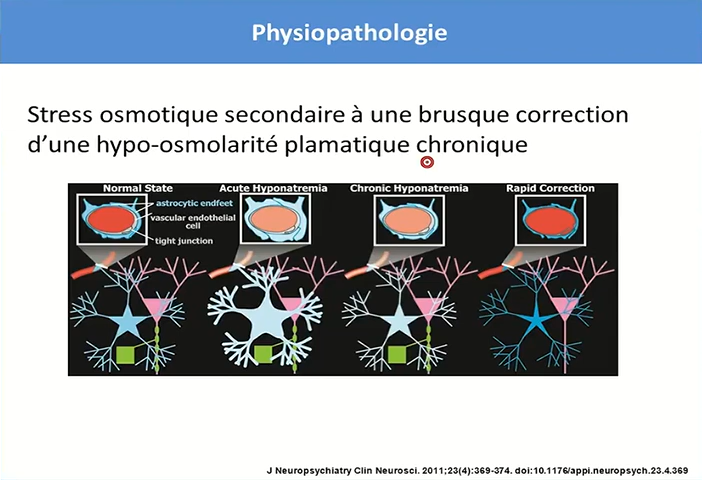 Physiopathologie
Stress osmotique secondaire à une brusque correction
d'une hypo-osmolarité plamatique chronique
Normal State
Acute Hyponatremia
Chronic Hyponatremia
Rapid Correction
astrocytic endfeet
vascular endothelial
cell
tight junction
J Neuropsychiatry Clin Neurosci. 2011;23(4):369-374. doi:10.1176/appi.neuropsych.23.4.369